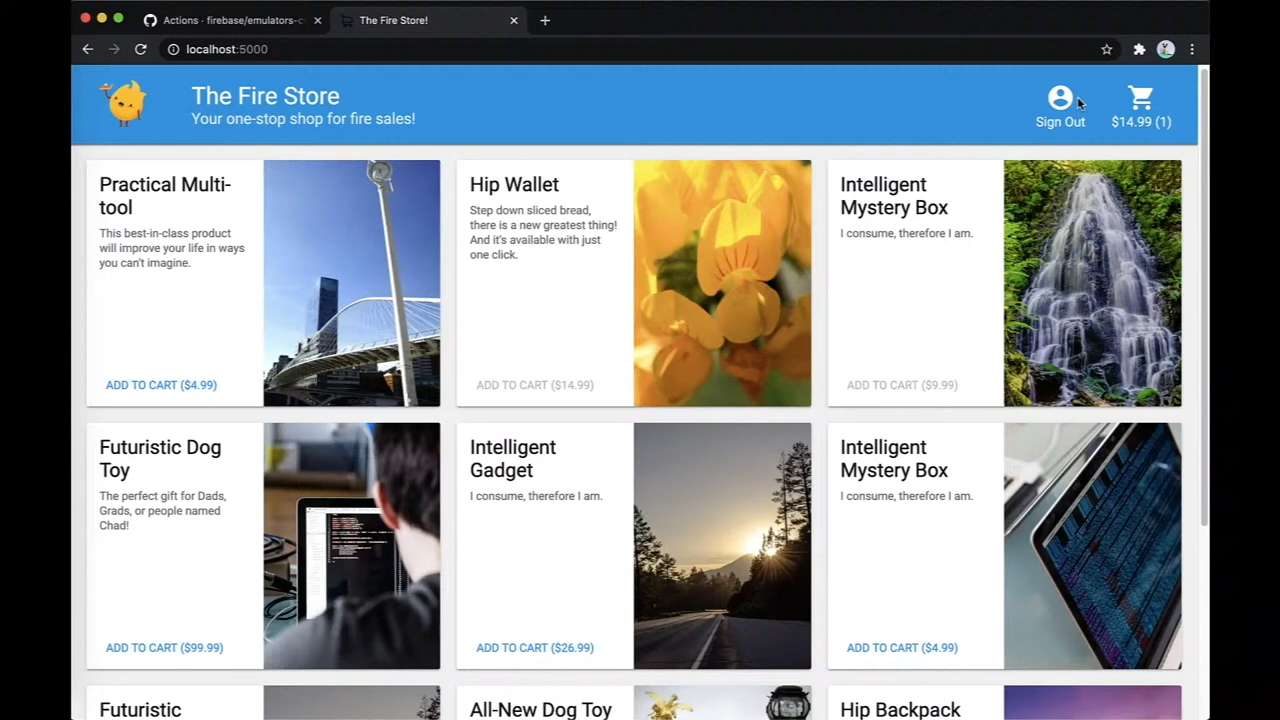 Actions · firebase/emulators-c
The Fire Store!
localhost:5000
The Fire Store
Your one-stop shop for fire sales!
Sign Out
$14.99 (1)
Practical Multi-
tool
This best-in-class product
will improve your life in ways
you can't imagine.
ADD TO CART ($4.99)
Hip Wallet
Step down sliced bread,
there is a new greatest thing!
And it's available with just
one click.
ADD TO CART ($14.99)
Intelligent
Mystery Box
I consume, therefore I am.
ADD TO CART ($9.99)
Futuristic Dog
Toy
The perfect gift for Dads,
Grads, or people named
Chad!
ADD TO CART ($99.99)
Intelligent
Gadget
I consume, therefore I am.
ADD TO CART ($26.99)
Intelligent
Mystery Box
I consume, therefore I am.
ADD TO CART ($4.99)
Futuristic
All-New Dog Toy
Hip Backpack